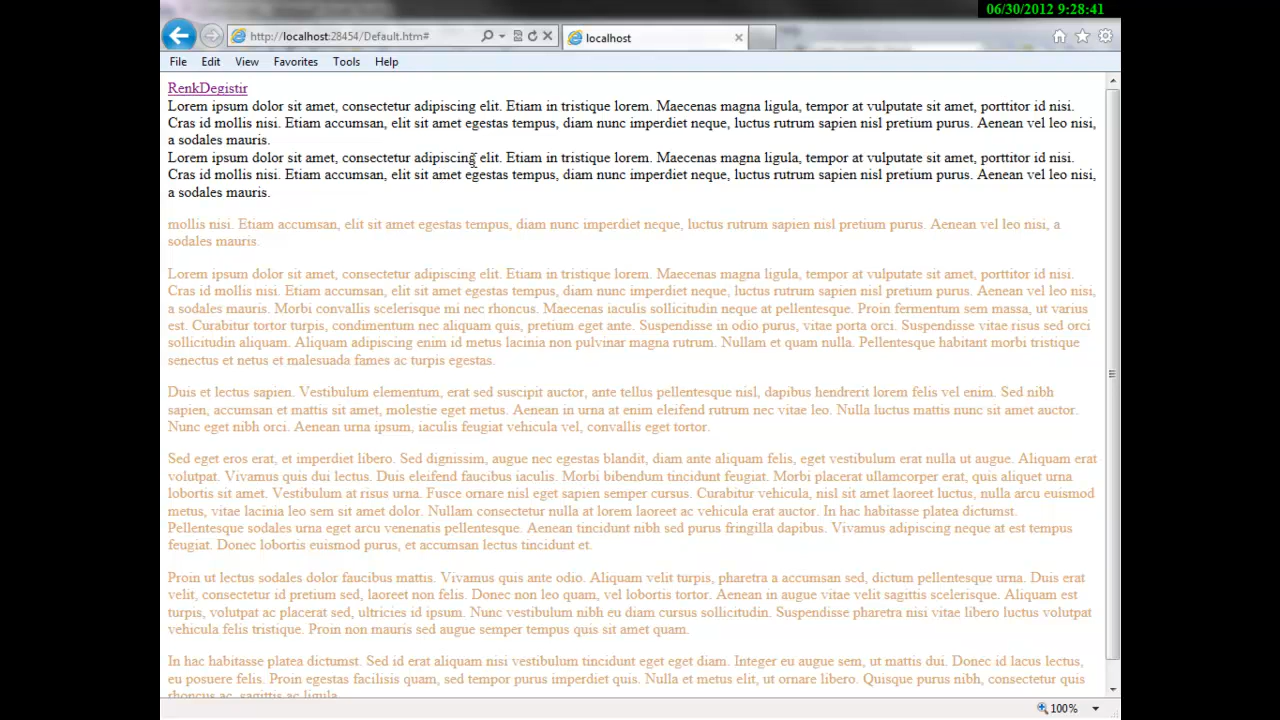 06/30/2012 9:28:41
http://localhost:28454/Default.htm#
localhost
File Edit View Favorites Tools Help
RenkDegistir
Lorem ipsum dolor sit amet, consectetur adipiscing elit. Etiam in tristique lorem. Maecenas magna ligula, tempor at vulputate sit amet, porttitor id nisi.
Cras id mollis nisi. Etiam accumsan, elit sit amet egestas tempus, diam nunc imperdiet neque, luctus rutrum sapien nisl pretium purus. Aenean vel leo nisi,
a sodales mauris.
Lorem ipsum dolor sit amet, consectetur adipiscing elit. Etiam in tristique lorem. Maecenas magna ligula, tempor at vulputate sit amet, porttitor id nisi.
Cras id mollis nisi. Etiam accumsan, elit sit amet egestas tempus, diam nunc imperdiet neque, luctus rutrum sapien nisl pretium purus. Aenean vel leo nisi,
a sodales mauris.
mollis nisi. Etiam accumsan, elit sit amet egestas tempus, diam nunc imperdiet neque, luctus rutrum sapien nisl pretium purus. Aenean vel leo nisi, a
sodales mauris.
Lorem ipsum dolor sit amet, consectetur adipiscing elit. Etiam in tristique lorem. Maecenas magna ligula, tempor at vulputate sit amet, porttitor id nisi.
Cras id mollis nisi. Etiam accumsan, elit sit amet egestas tempus, diam nunc imperdiet neque, luctus rutrum sapien nisl pretium purus. Aenean vel leo nisi,
a sodales mauris. Morbi convallis scelerisque mi nec rhoncus. Maecenas iaculis sollicitudin neque at pellentesque. Proin fermentum sem massa, ut varius
est. Curabitur tortor turpis, condimentum nec aliquam quis, pretium eget ante. Suspendisse in odio purus, vitae porta orci. Suspendisse vitae risus sed orci
sollicitudin aliquam. Aliquam adipiscing enim id metus lacinia non pulvinar magna rutrum. Nullam et quam nulla. Pellentesque habitant morbi tristique
senectus et netus et malesuada fames ac turpis egestas.
Duis et lectus sapien. Vestibulum elementum, erat sed suscipit auctor, ante tellus pellentesque nisl, dapibus hendrerit lorem felis vel enim. Sed nibh
sapien, accumsan et mattis sit amet, molestie eget metus. Aenean in urna at enim eleifend rutrum nec vitae leo. Nulla luctus mattis nunc sit amet auctor.
Nunc eget nibh orci. Aenean urna ipsum, iaculis feugiat vehicula vel, convallis eget tortor.
Sed eget eros erat, et imperdiet libero. Sed dignissim, augue nec egestas blandit, diam ante aliquam felis, eget vestibulum erat nulla ut augue. Aliquam erat
volutpat. Vivamus quis dui lectus. Duis eleifend faucibus iaculis. Morbi bibendum tincidunt feugiat. Morbi placerat ullamcorper erat, quis aliquet urna
lobortis sit amet. Vestibulum at risus urna. Fusce ornare nisl eget sapien semper cursus. Curabitur vehicula, nisl sit amet laoreet luctus, nulla arcu euismod
metus, vitae lacinia leo sem sit amet dolor. Nullam consectetur nulla at lorem laoreet ac vehicula erat auctor. In hac habitasse platea dictumst.
Pellentesque sodales urna eget arcu venenatis pellentesque. Aenean tincidunt nibh sed purus fringilla dapibus. Vivamus adipiscing neque at est tempus
feugiat. Donec lobortis euismod purus, et accumsan lectus tincidunt et.
Proin ut lectus sodales dolor faucibus mattis. Vivamus quis ante odio. Aliquam velit turpis, pharetra a accumsan sed, dictum pellentesque urna. Duis erat
velit, consectetur id pretium sed, laoreet non felis. Donec non leo quam, vel lobortis tortor. Aenean in augue vitae velit sagittis scelerisque. Aliquam est
turpis, volutpat ac placerat sed, ultricies id ipsum. Nunc vestibulum nibh eu diam cursus sollicitudin. Suspendisse pharetra nisi vitae libero luctus volutpat
vehicula felis tristique. Proin non mauris sed augue semper tempus quis sit amet quam.
In hac habitasse platea dictumst. Sed id erat aliquam nisi vestibulum tincidunt eget eget diam. Integer eu augue sem, ut mattis dui. Donec id lacus lectus,
eu posuere felis. Proin egestas facilisis quam, sed tempor purus imperdiet quis. Nulla et metus elit, ut ornare libero. Quisque purus nibh, consectetur quis
rhoncus ac, sagittis ac ligula.
100%